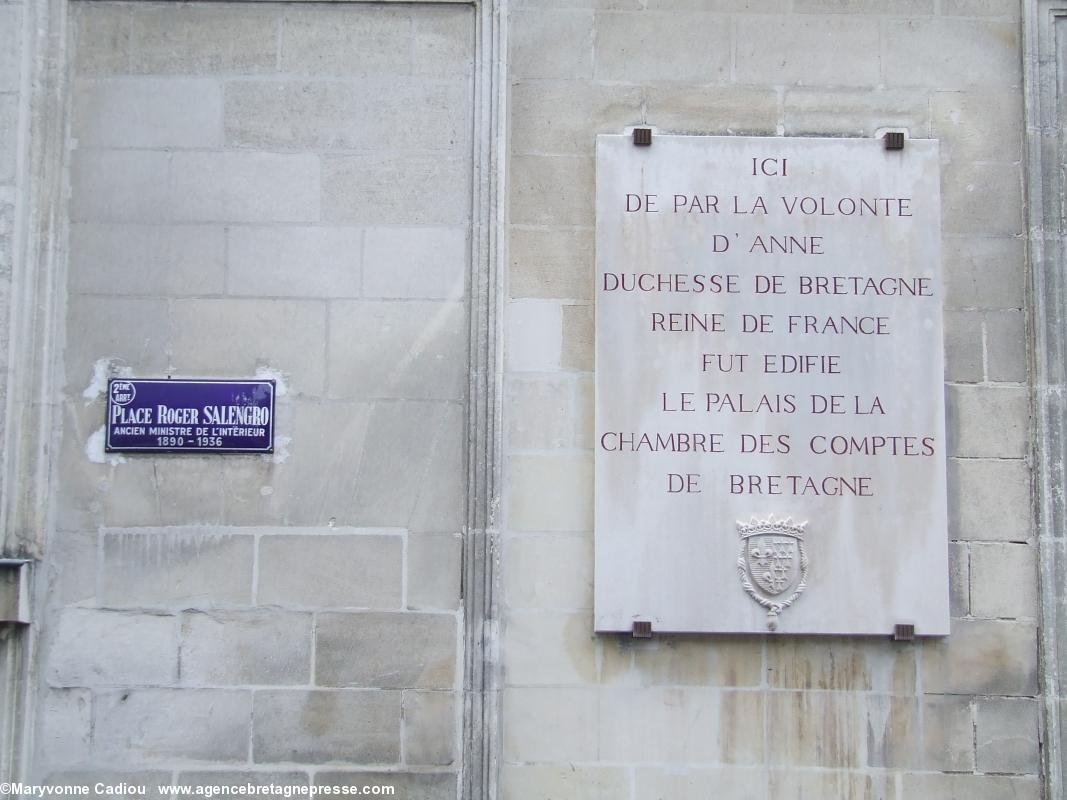 2ÈME
ARRT
PLACE ROGER SALENGRO
ANCIEN MINISTRE DE L'INTÉRIEUR
1890 - 1936
ICI
DE PAR LA VOLONTE
D'ANNE
DUCHESSE DE BRETAGNE
REINE DE FRANCE
FUT EDIFIE
LE PALAIS DE LA
CHAMBRE DES COMPTES
DE BRETAGNE
©Maryvonne Cadiou www.agencebretagnepresse.com